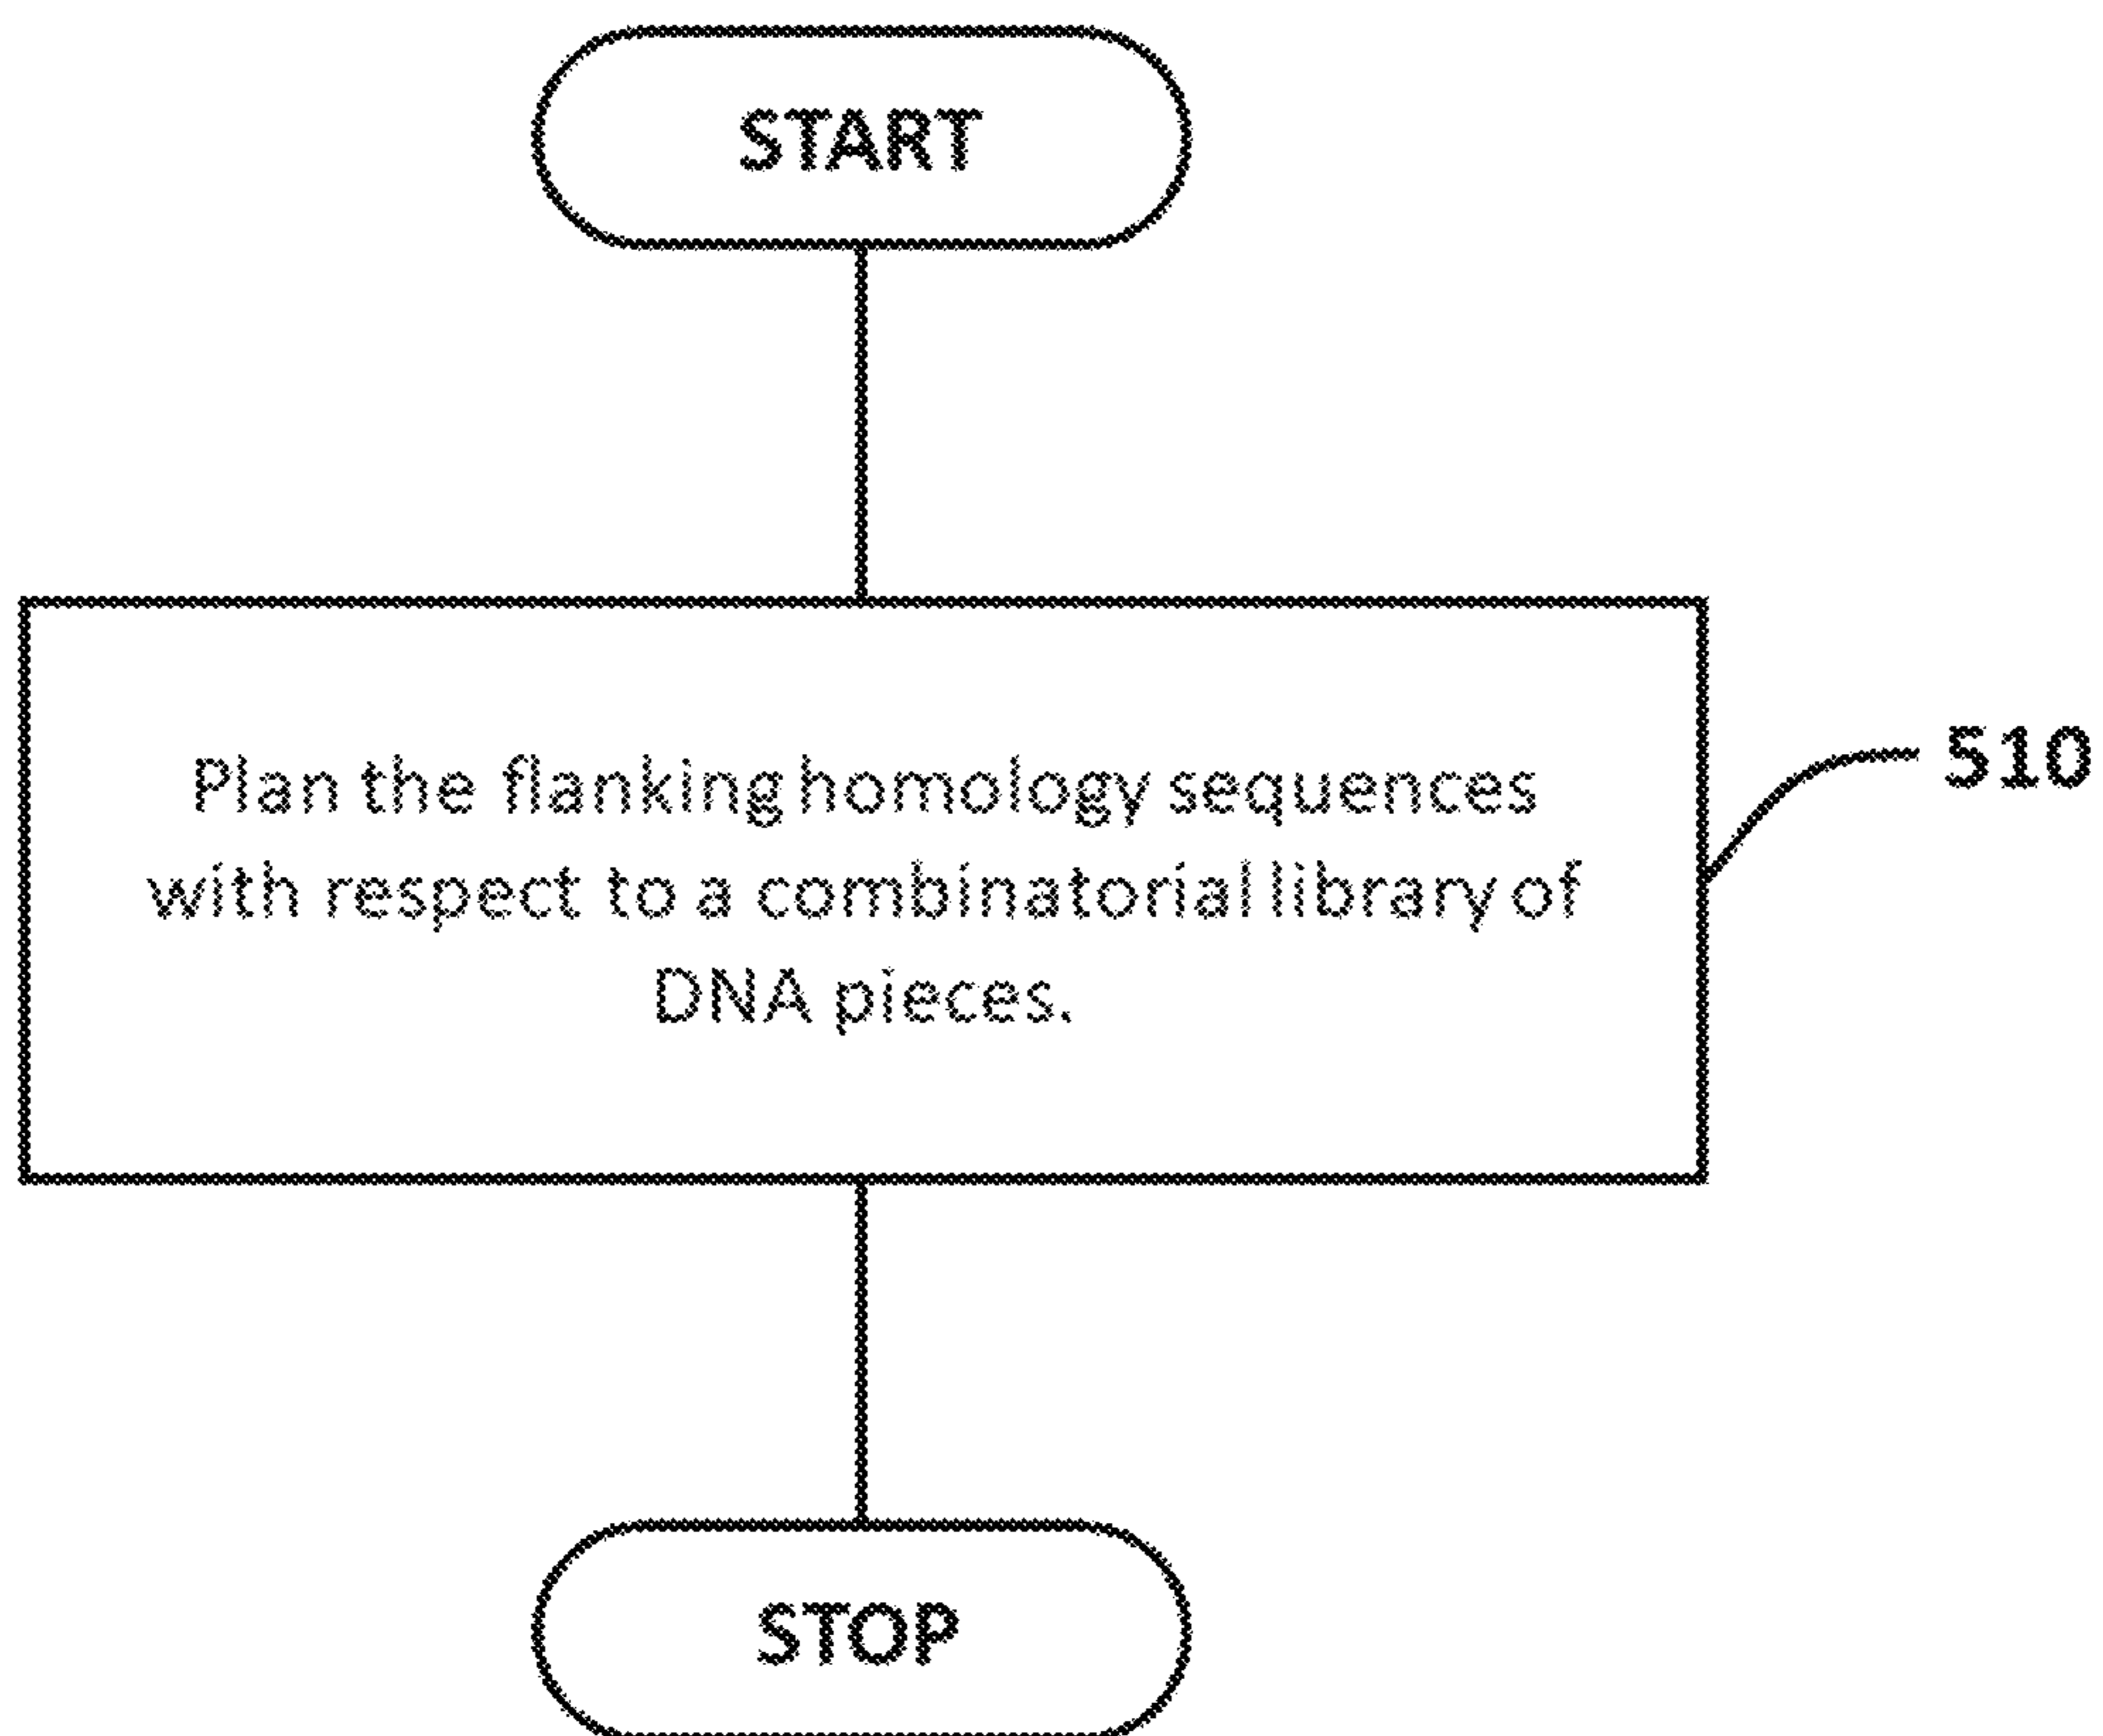 START
Plan the flanking homology sequences
with respect to a combinatorial library of
DNA pieces.
510
STOP